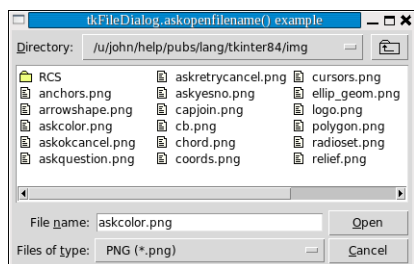 tkFileDialog.askopenfilename() example
Directory: /u/john/help/pubs/lang/tkinter84/img
RCS askretrycancel.png cursors.png
anchors.png askyesno.png ellip_geom.png
arrowshape.png capjoin.png logo.png
askcolor.png cb.png polygon.png
askokcancel.png chord.png radioset.png
askquestion.png coords.png relief.png
File name: askcolor.png Open
Files of type: PNG (*.png) Cancel